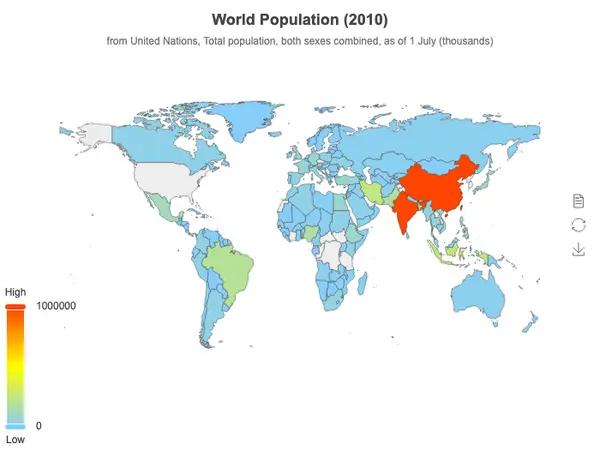 World Population (2010)
from United Nations, Total population, both sexes combined, as of 1 July (thousands)
High
1000000
0
Low